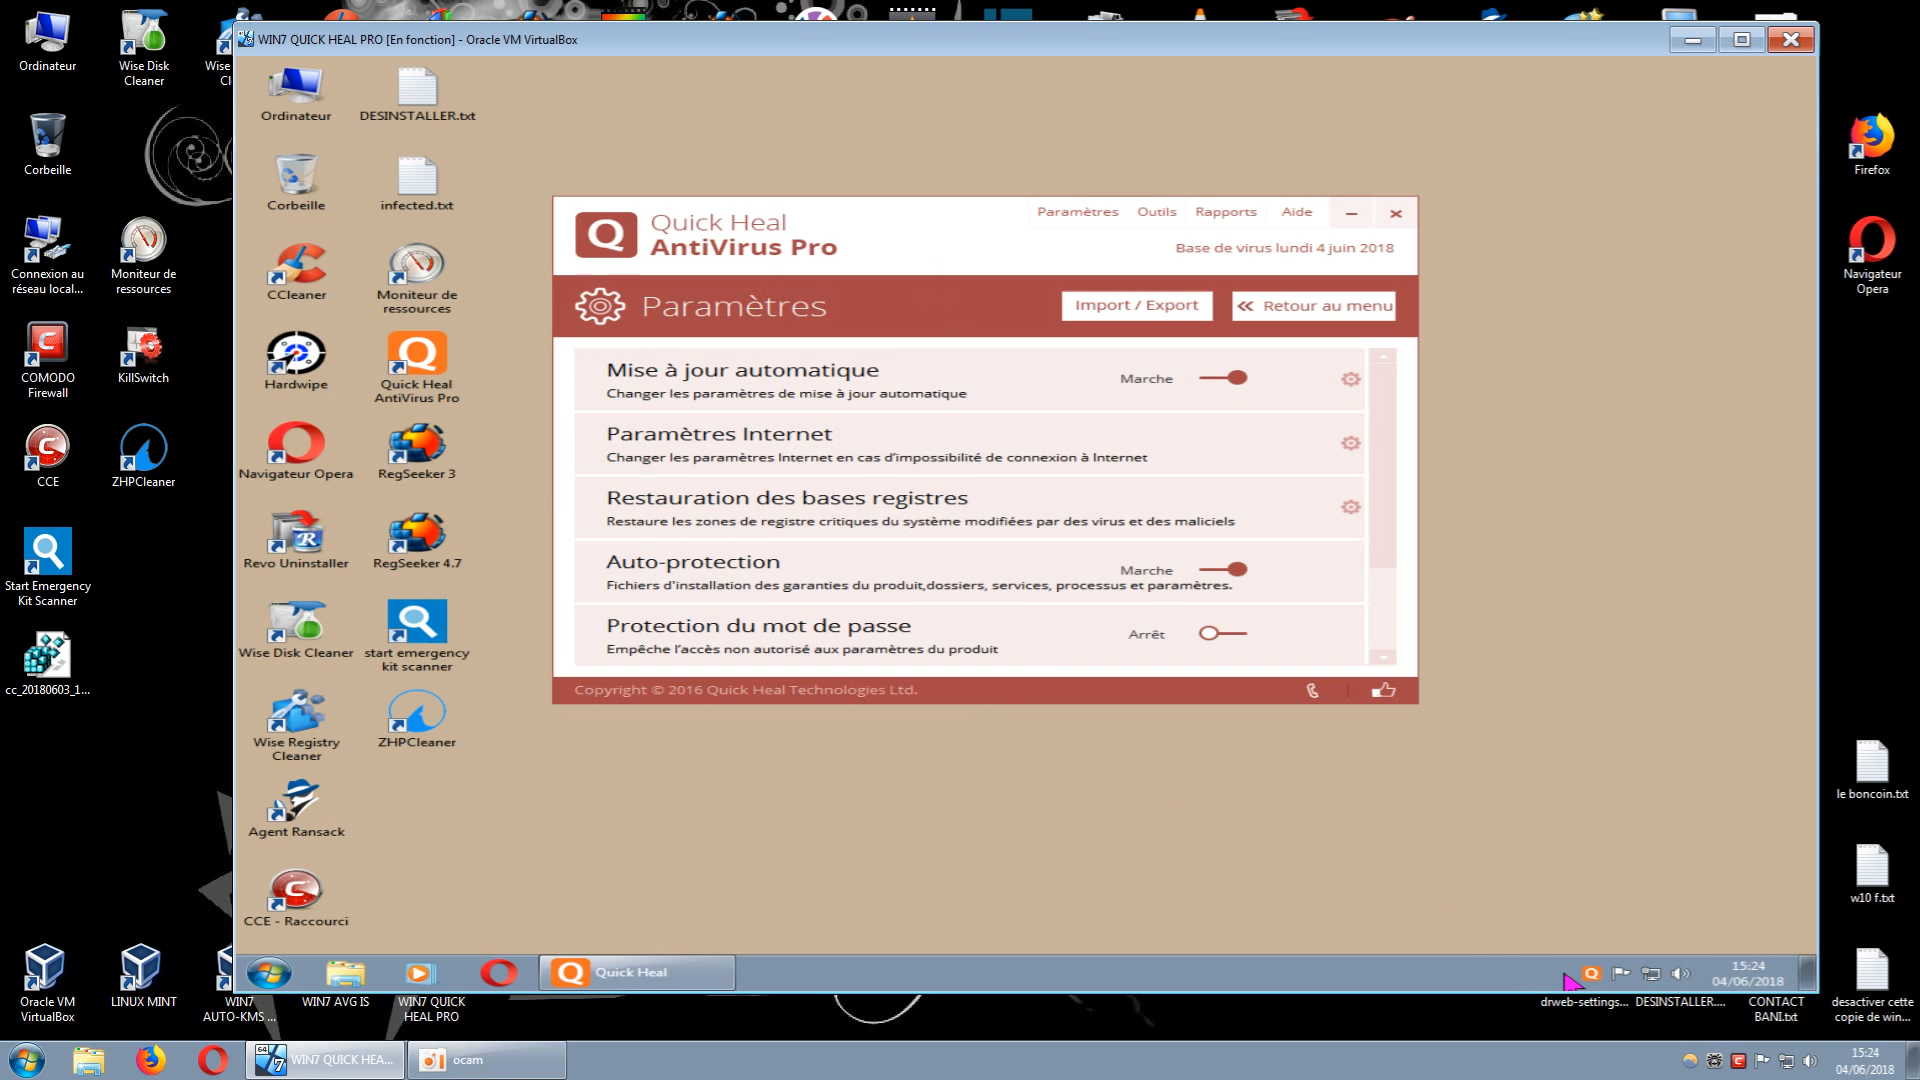 WIN7 QUICK HEAL PRO [En fonction] - Oracle VM VirtualBox
Ordinateur
Wise Disk
Cleaner
Wise
Corbeille
Connexion au
réseau local...
Moniteur de
ressources
COMODO
Firewall
KillSwitch
CCE
ZHPCleaner
Start Emergency
Kit Scanner
cc_20180603_1...
Oracle VM
VirtualBox
LINUX MINT
WIN7
AUTO-KMS ...
WIN7 AVG IS
WIN7 QUICK
HEAL PRO
Ordinateur
DESINSTALLER.txt
Corbeille
infected.txt
CCleaner
Moniteur de
ressources
Hardwipe
Quick Heal
AntiVirus Pro
Navigateur Opera
RegSeeker 3
Revo Uninstaller
RegSeeker 4.7
Wise Disk Cleaner
start emergency
kit scanner
Wise Registry
Cleaner
ZHPCleaner
Agent Ransack
CCE - Raccourci
Quick Heal
AntiVirus Pro
Paramètres Outils Rapports Aide
Base de virus lundi 4 juin 2018
Paramètres
Import / Export
Retour au menu
Mise à jour automatique
Changer les paramètres de mise à jour automatique
Marche
Paramètres Internet
Changer les paramètres Internet en cas d'impossibilité de connexion à Internet
Restauration des bases registres
Restaure les zones de registre critiques du système modifiées par des virus et des maliciels
Auto-protection
Marche
Fichiers d'installation des garanties du produit,dossiers, services, processus et paramètres.
Protection du mot de passe
Arrêt
Empêche l'accès non autorisé aux paramètres du produit
Copyright © 2016 Quick Heal Technologies Ltd.
Quick Heal
15:24
04/06/2018
Firefox
Navigateur
Opera
le boncoin.txt
w10 f.txt
drweb-settings...
DESINSTALLER....
CONTACT
BANI.txt
desactiver cette
copie de win...
64
WIN7 QUICK HEA...
ocam
15:24
04/06/2018